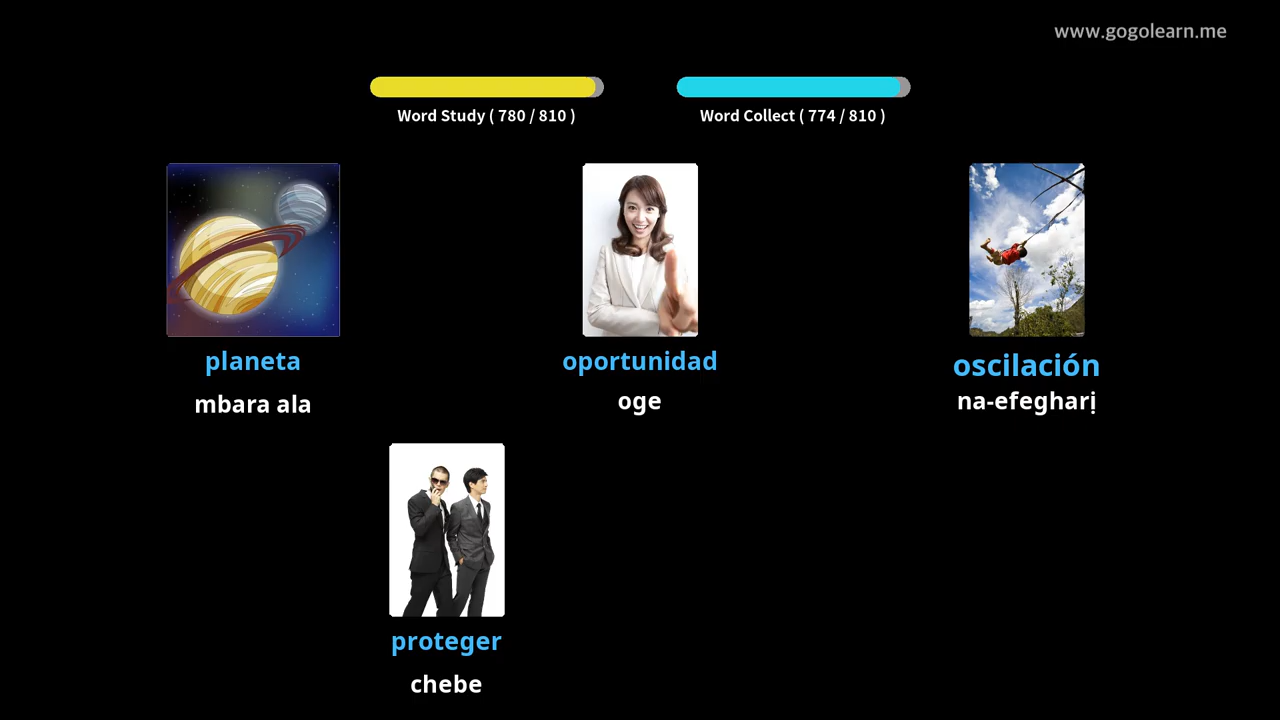 www.gogolearn.me
Word Study ( 780 / 810 )
Word Collect ( 774 / 810 )
planeta
mbara ala
oportunidad
oge
oscilación
na-efegharị
proteger
chebe